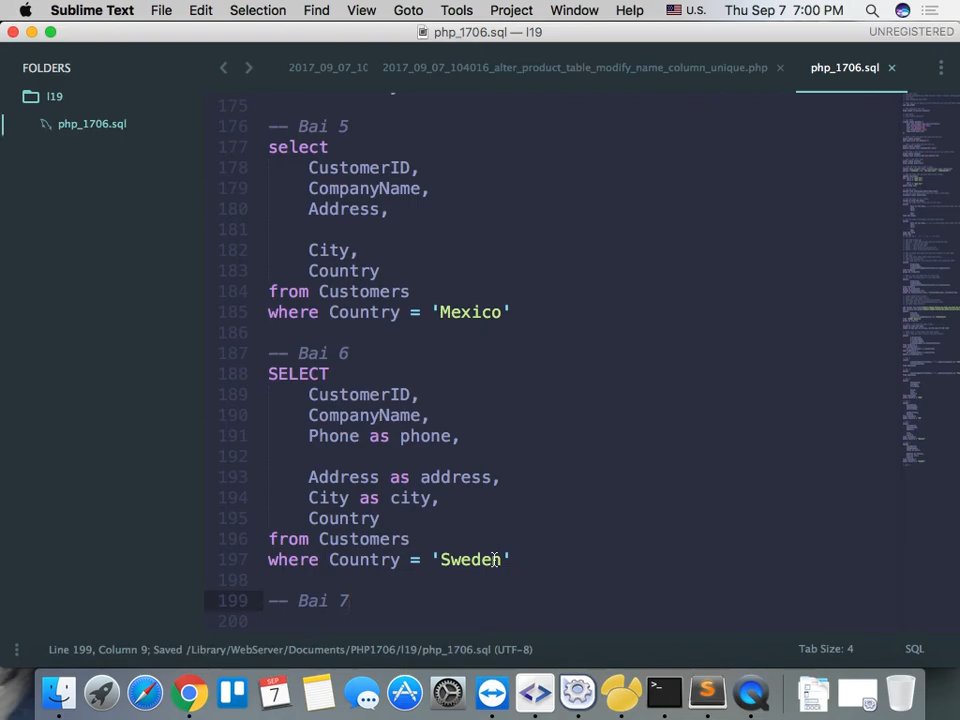 Sublime Text File Edit Selection Find View Goto Tools Project Window Help U.S. Thu Sep 7 7:00 PM
php_1706.sql — l19 UNREGISTERED
FOLDERS
l19
php_1706.sql
2017_09_07_10 2017_09_07_104016_alter_product_table_modify_name_column_unique.php × php_1706.sql ×
175
176 -- Bai 5
177 select
178 CustomerID,
179 CompanyName,
180 Address,
181
182 City,
183 Country
184 from Customers
185 where Country = 'Mexico'
186
187 -- Bai 6
188 SELECT
189 CustomerID,
190 CompanyName,
191 Phone as phone,
193 Address as address,
194 City as city,
195 Country
196 from Customers
197 where Country = 'Sweden'
198
199 -- Bai 7
200
Line 199, Column 9; Saved /Library/WebServer/Documents/PHP1706/l19/php_1706.sql (UTF-8) Tab Size: 4 SQL
SEP
7